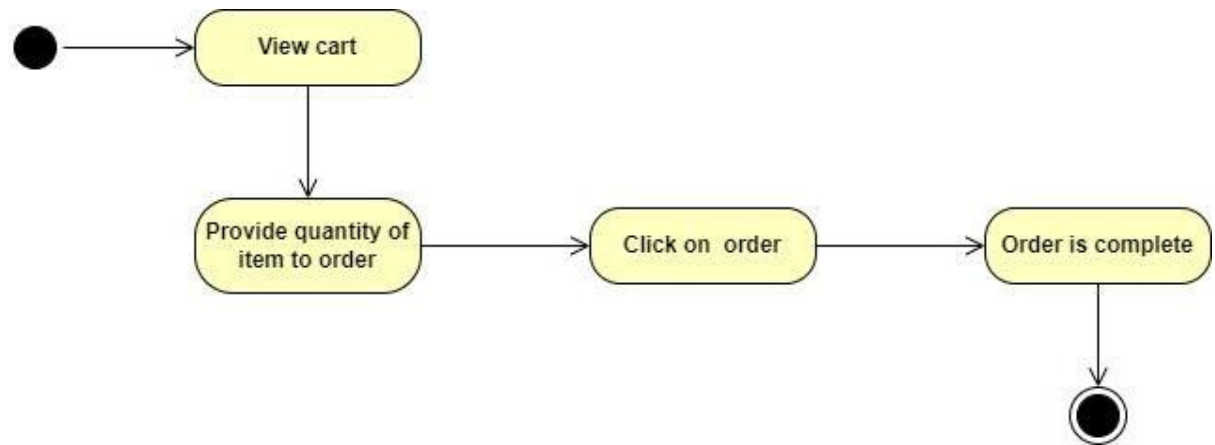 View cart
Provide quantity of
item to order
Click on order
Order is complete